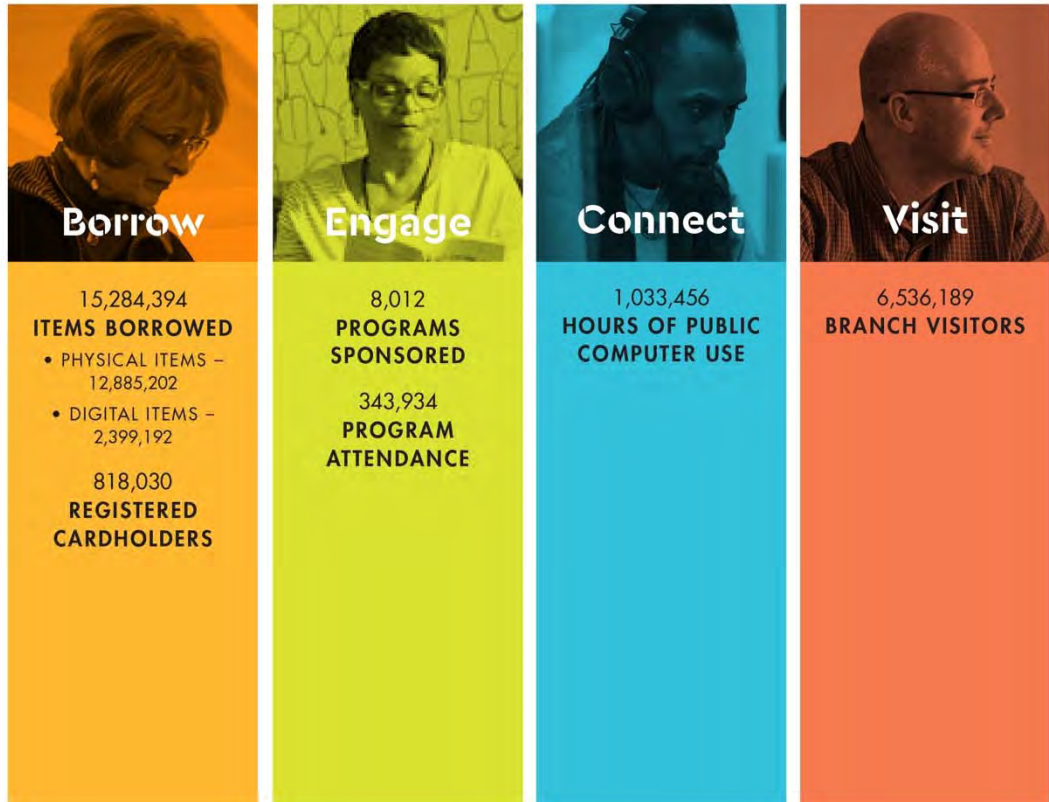 Borrow
15,284,394
ITEMS BORROWED
• PHYSICAL ITEMS –
12,885,202
• DIGITAL ITEMS –
2,399,192
818,030
REGISTERED
CARDHOLDERS
Engage
8,012
PROGRAMS
SPONSORED
343,934
PROGRAM
ATTENDANCE
Connect
1,033,456
HOURS OF PUBLIC
COMPUTER USE
Visit
6,536,189
BRANCH VISITORS